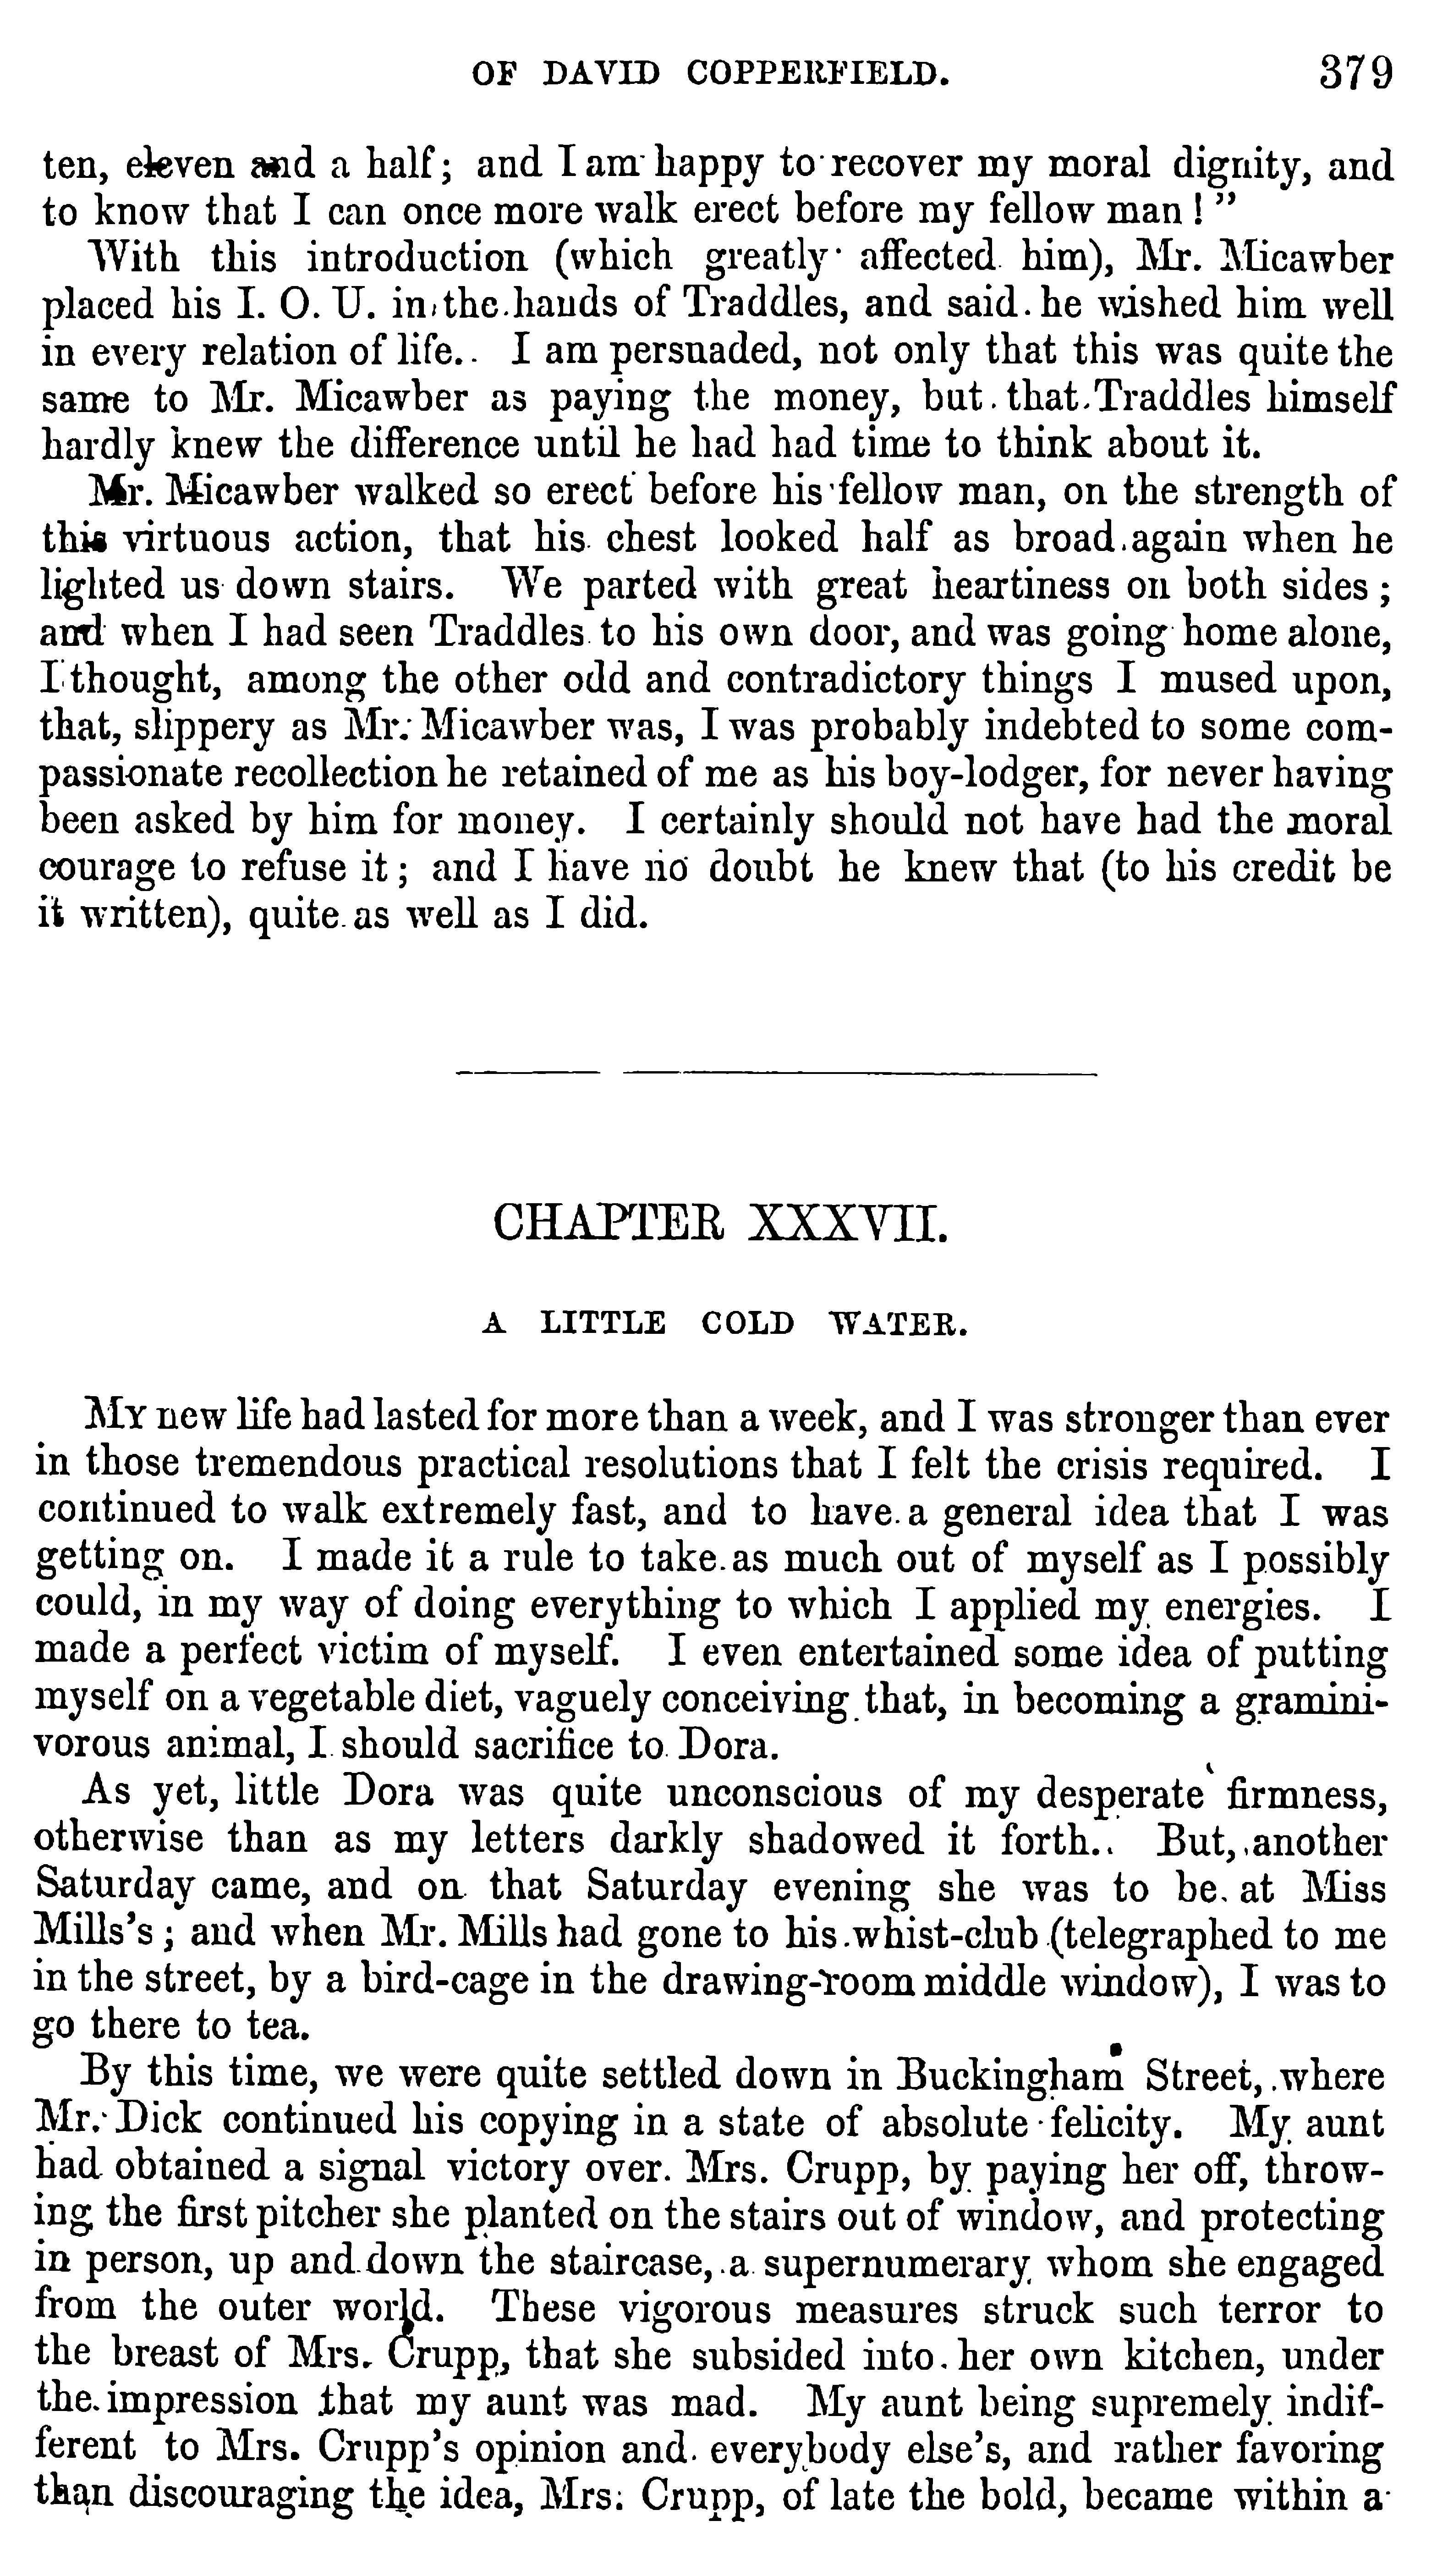 OF DAVID COPPERFIELD. 379
ten, eleven and a half; and I am happy to recover my moral dignity, and
to know that I can once more walk erect before my fellow man!"
With this introduction (which greatly affected him), Mr. Micawber
placed his I. O. U. in the hands of Traddles, and said he wished him well
in every relation of life. I am persuaded, not only that this was quite the
same to Mr. Micawber as paying the money, but that Traddles himself
hardly knew the difference until he had had time to think about it.
Mr. Micawber walked so erect before his fellow man, on the strength of
this virtuous action, that his chest looked half as broad again when he
lighted us down stairs. We parted with great heartiness on both sides;
and when I had seen Traddles to his own door, and was going home alone,
I thought, among the other odd and contradictory things I mused upon,
that, slippery as Mr. Micawber was, I was probably indebted to some com-
passionate recollection he retained of me as his boy-lodger, for never having
been asked by him for money. I certainly should not have had the moral
courage to refuse it; and I have no doubt he knew that (to his credit be
it written), quite as well as I did.
CHAPTER XXXVII.
A LITTLE COLD WATER.
MY new life had lasted for more than a week, and I was stronger than ever
in those tremendous practical resolutions that I felt the crisis required. I
continued to walk extremely fast, and to have a general idea that I was
getting on. I made it a rule to take as much out of myself as I possibly
could, in my way of doing everything to which I applied my energies. I
made a perfect victim of myself. I even entertained some idea of putting
myself on a vegetable diet, vaguely conceiving that, in becoming a gramini-
vorous animal, I should sacrifice to Dora.
As yet, little Dora was quite unconscious of my desperate firmness,
otherwise than as my letters darkly shadowed it forth. But, another
Saturday came, and on that Saturday evening she was to be at Miss
Mills's; and when Mr. Mills had gone to his whist-club (telegraphed to me
in the street, by a bird-cage in the drawing-room middle window), I was to
go there to tea.
By this time, we were quite settled down in Buckingham Street, where
Mr. Dick continued his copying in a state of absolute felicity. My aunt
had obtained a signal victory over Mrs. Crupp, by paying her off, throw-
ing the first pitcher she planted on the stairs out of window, and protecting
in person, up and down the staircase, a supernumerary whom she engaged
from the outer world. These vigorous measures struck such terror to
the breast of Mrs. Crupp, that she subsided into her own kitchen, under
the impression that my aunt was mad. My aunt being supremely indif-
ferent to Mrs. Crupp's opinion and everybody else's, and rather favoring
than discouraging the idea, Mrs. Crupp, of late the bold, became within a